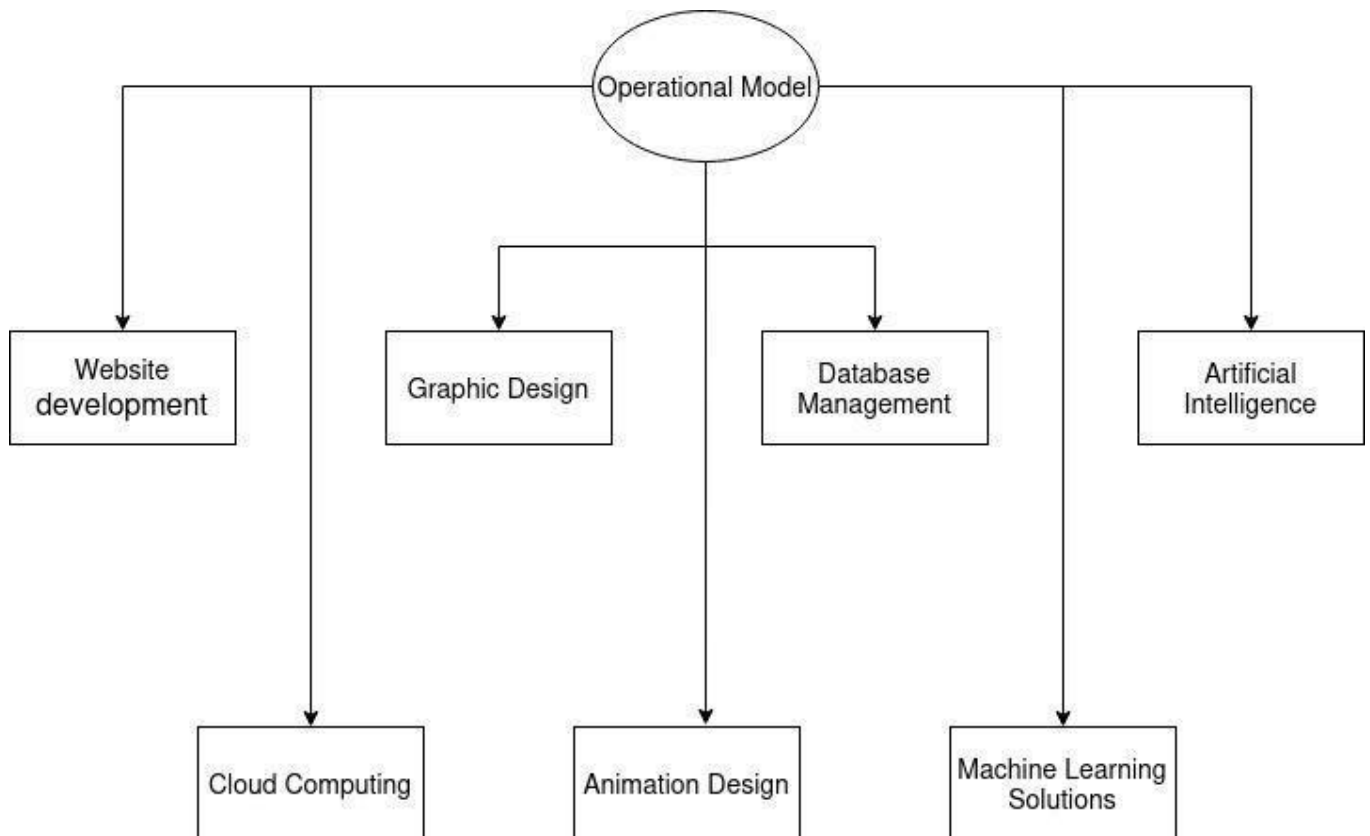 Operational Model
Website
development
Graphic Design
Database
Management
Artificial
Intelligence
Cloud Computing
Animation Design
Machine Learning
Solutions